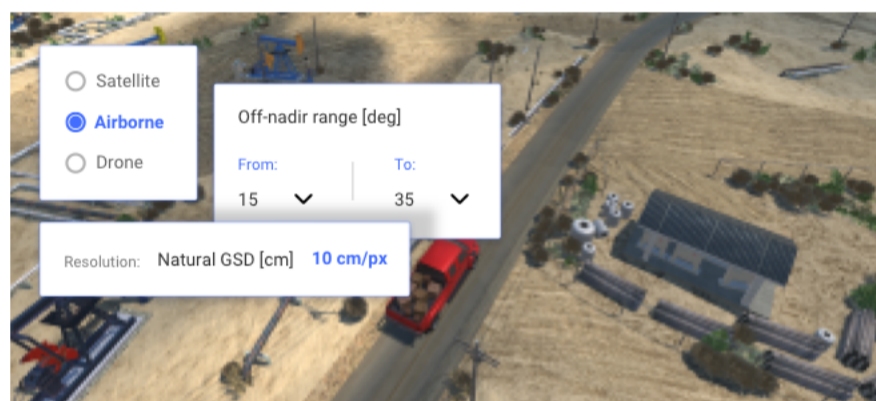 Satellite
Airborne
Drone
Off-nadir range [deg]
From: To:
15 35
Resolution: Natural GSD [cm] 10 cm/px